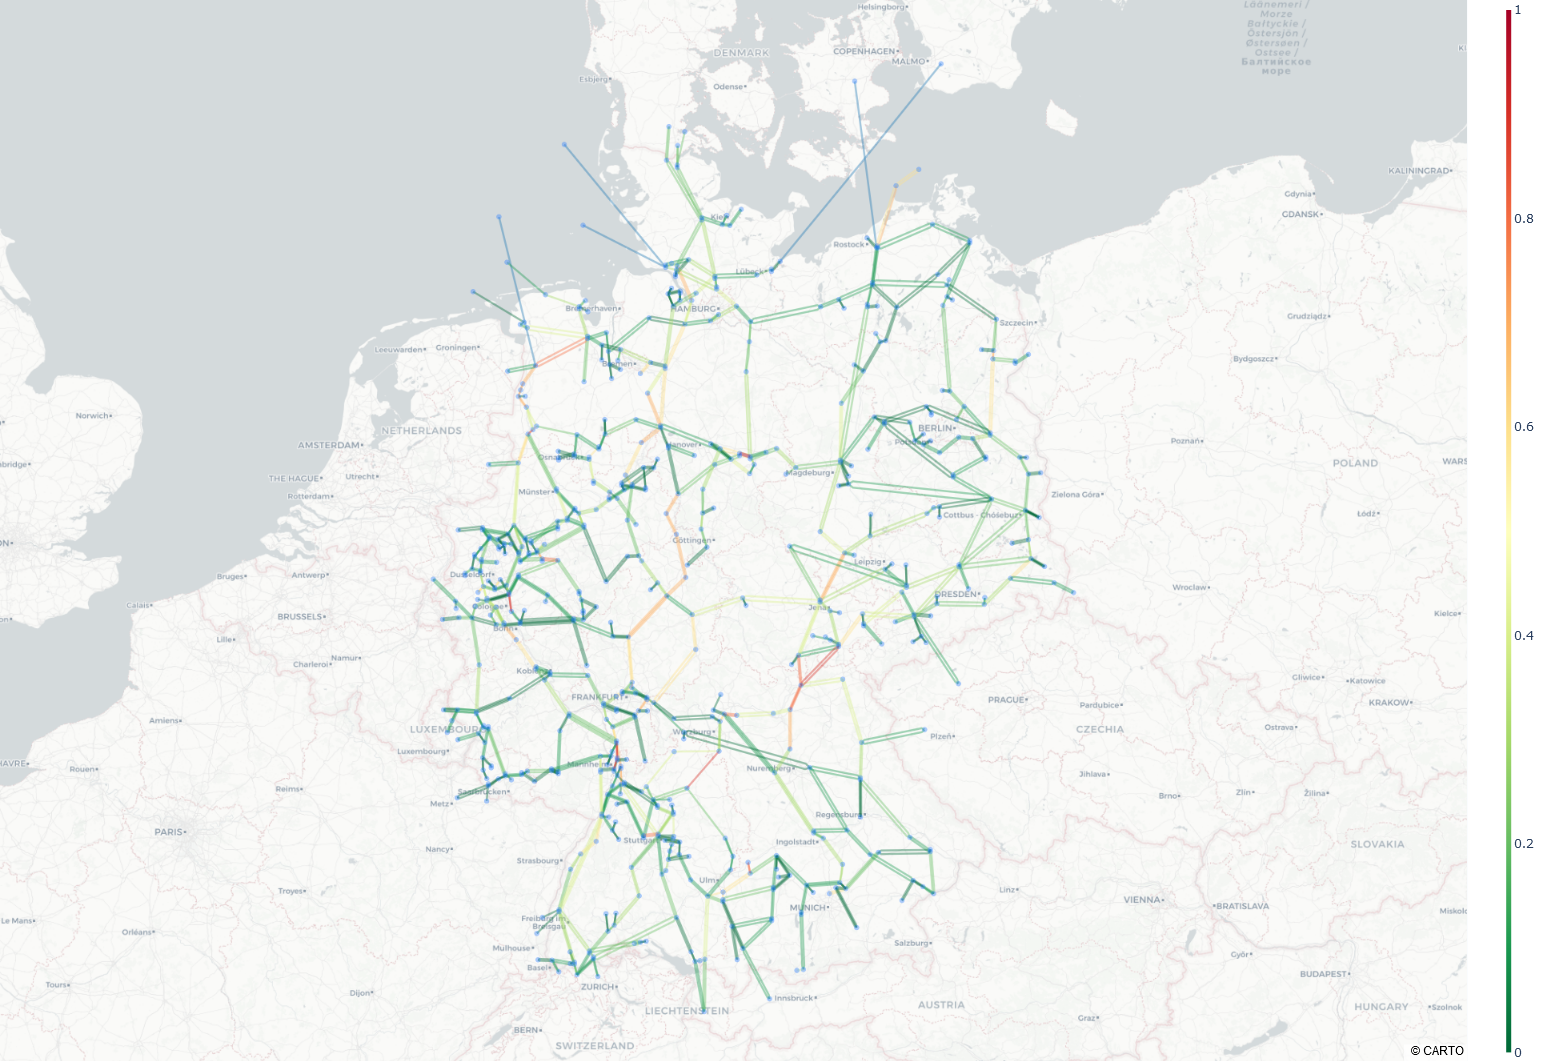 Helsingborg
Läänemeri /
Morze
Bałtyckie /
Östersjön /
Østersøen /
Ostsee /
Балтийское
море
1
DENMARK
COPENHAGEN
MALMO
Esbjerg
Odense
KALININGRAD
Gdynia
GDANSK
0.8
Kiel
Rostock
Lübeck
Bremerhaven
HAMBURG
Szczecin
Grudziądz
Leeuwarden
Groningen
Bremen
Bydgoszcz
Norwich
0.6
NETHERLANDS
AMSTERDAM
BERLIN
Poznań
Hanover
Osnabrück
POLAND
WARS
THE HAGUE
Utrecht
Magdeburg
Rotterdam
Münster
Zielona Góra
Cottbus - Chóśebuz
Łódź
Göttingen
Leipzig
Bruges
Antwerp
Dusseldorf
Wrocław
DRESDEN
Calais
Cologne
Jena
Kielce
BRUSSELS
Bonn
0.4
Lille
Namur
Charleroi
Koblenz
Gliwice
Katowice
FRANKFURT
PRAGUE
Pardubice
KRAKOW
Amiens
LUXEMBOURG
Würzburg
Plzeň
CZECHIA
Ostrava
Luxembourg
HAVRE
Rouen
Mannheim
Nuremberg
Jihlava
Reims
Saarbrücken
Brno
Zlín
Žilina
Metz
Regensburg
PARIS
Stuttgart
Ingolstadt
SLOVAKIA
0.2
Nancy
Strasbourg
Ulm
Troyes
Linz
VIENNA
BRATISLAVA
MUNICH
Miskolc
Le Mans
Freiburg im
Breisgau
Orléans
Salzburg
Mulhouse
Győr
Basel
BUDAPEST
Tours
Dijon
ZURICH
Innsbruck
AUSTRIA
LIECHTENSTEIN
HUNGARY
Szolnok
BERN
Graz
SWITZERLAND
© CARTO
0